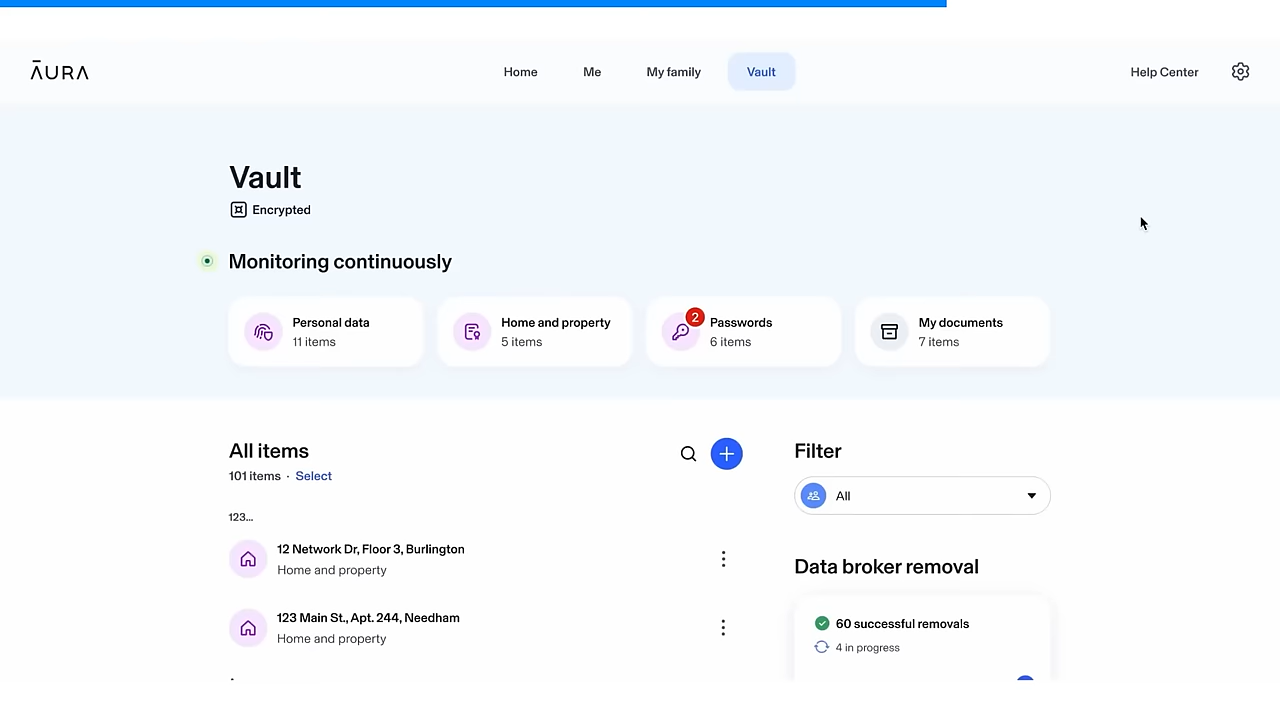 ĀURA
Home
Me
My family
Vault
Help Center
Vault
Encrypted
Monitoring continuously
Personal data
11 items
Home and property
5 items
2
Passwords
6 items
My documents
7 items
All items
101 items · Select
123...
12 Network Dr, Floor 3, Burlington
Home and property
123 Main St., Apt. 244, Needham
Home and property
Filter
All
Data broker removal
60 successful removals
4 in progress